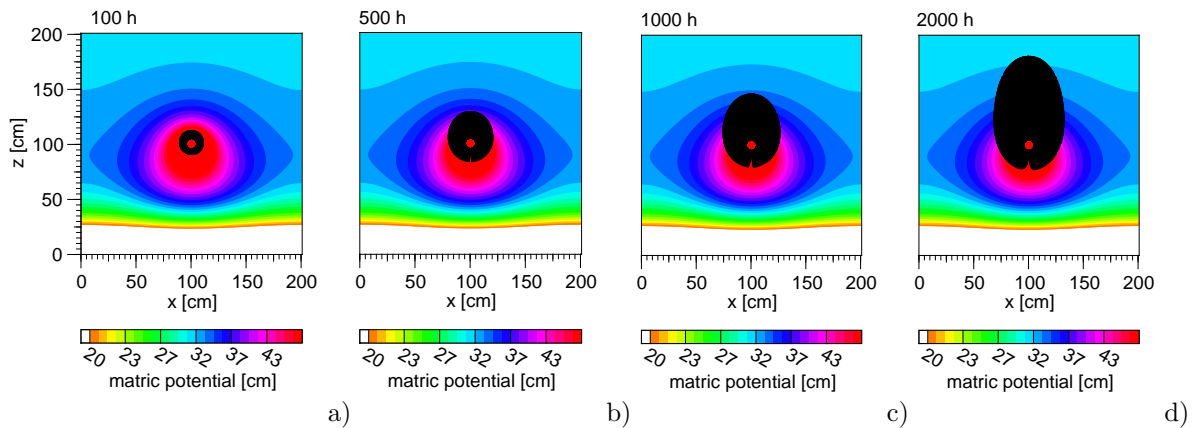 100 h
500 h
1000 h
2000 h
200
150
100
50
0
z [cm]
0 50 100 150 200
0 50 100 150 200
0 50 100 150 200
0 50 100 150 200
x [cm]
x [cm]
x [cm]
x [cm]
20 23 27 32 37 43
20 23 27 32 37 43
20 23 27 32 37 43
20 23 27 32 37 43
matric potential [cm]
matric potential [cm]
matric potential [cm]
matric potential [cm]
a)
b)
c)
d)